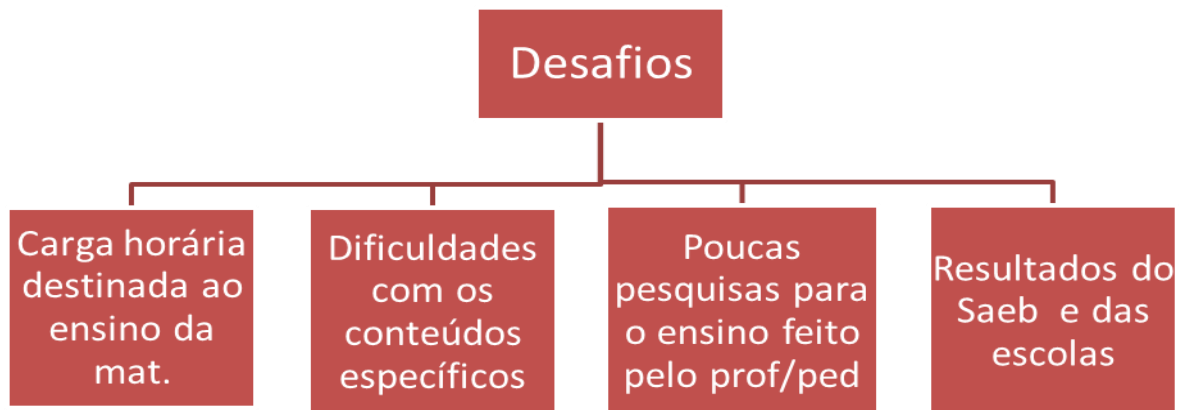 Desafios
Carga horária
destinada ao
ensino da
mat.
Dificuldades
com os
conteúdos
específicos
Poucas
pesquisas para
o ensino feito
pelo prof/ped
Resultados do
Saeb e das
escolas